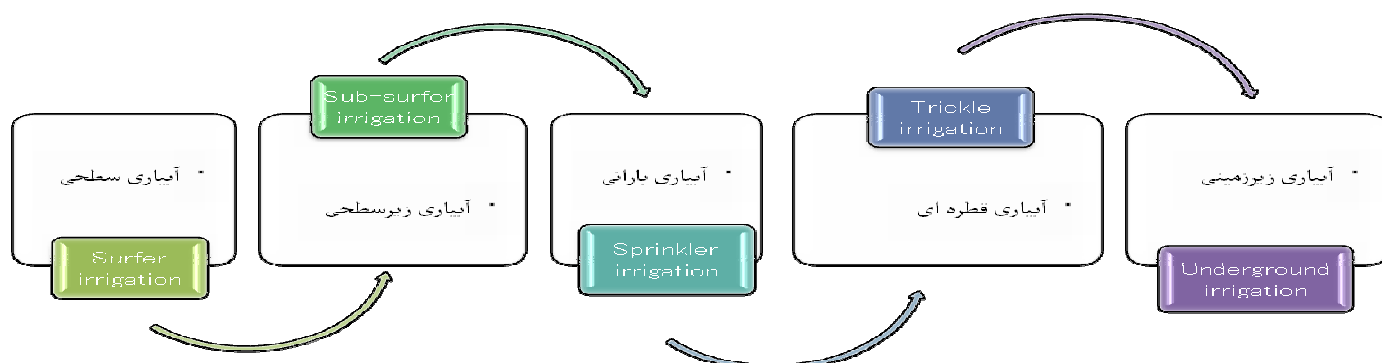 آبیاری سطحی
Surfer
irrigation
Sub-surfer
irrigation
آبیاری زیرسطحی
آبیاری بارانی
Sprinkler
irrigation
Trickle
irrigation
آبیاری قطره ای
آبیاری زیرزمینی
Underground
irrigation